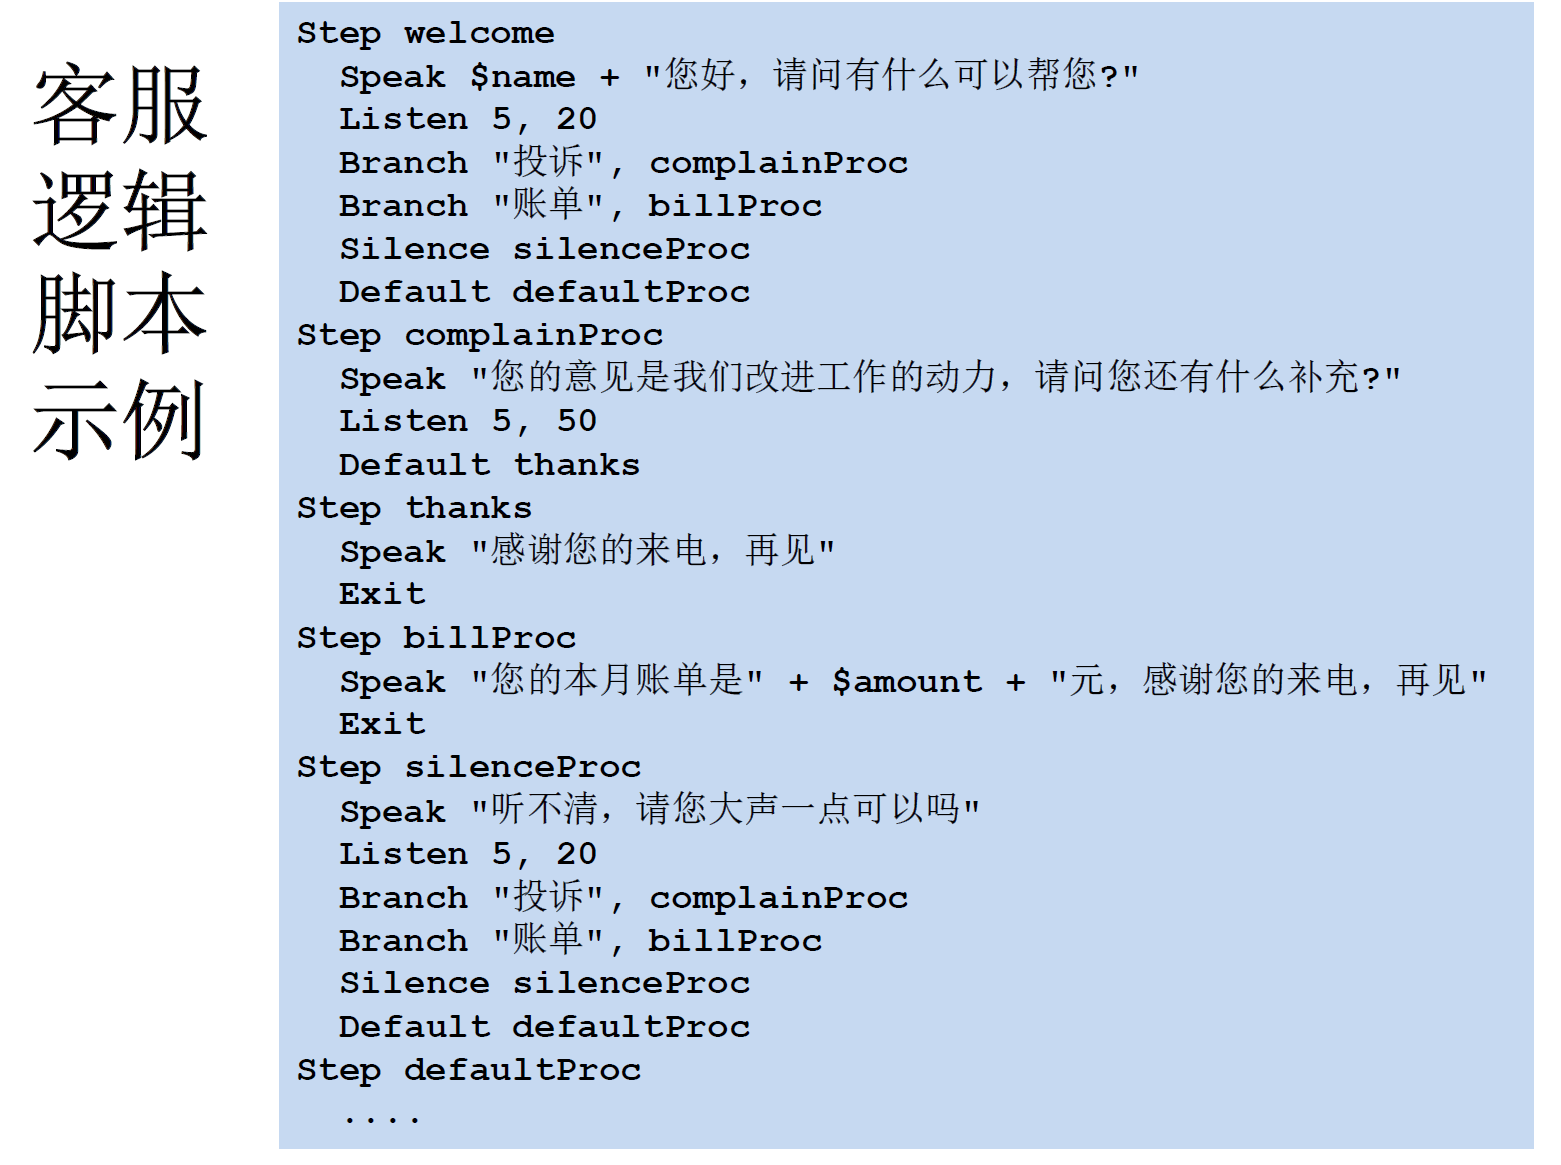 客服
逻辑
脚本
示例
Step welcome
Speak $name + "您好，请问有什么可以帮您?"
Listen 5, 20
Branch "投诉", complainProc
Branch "账单", billProc
Silence silenceProc
Default defaultProc
Step complainProc
Speak "您的意见是我们改进工作的动力，请问您还有什么补充?"
Listen 5, 50
Default thanks
Step thanks
Speak "感谢您的来电，再见"
Exit
Step billProc
Speak "您的本月账单是" + $amount + "元，感谢您的来电，再见"
Exit
Step silenceProc
Speak "听不清，请您大声一点可以吗"
Listen 5, 20
Branch "投诉", complainProc
Branch "账单", billProc
Silence silenceProc
Default defaultProc
Step defaultProc
....